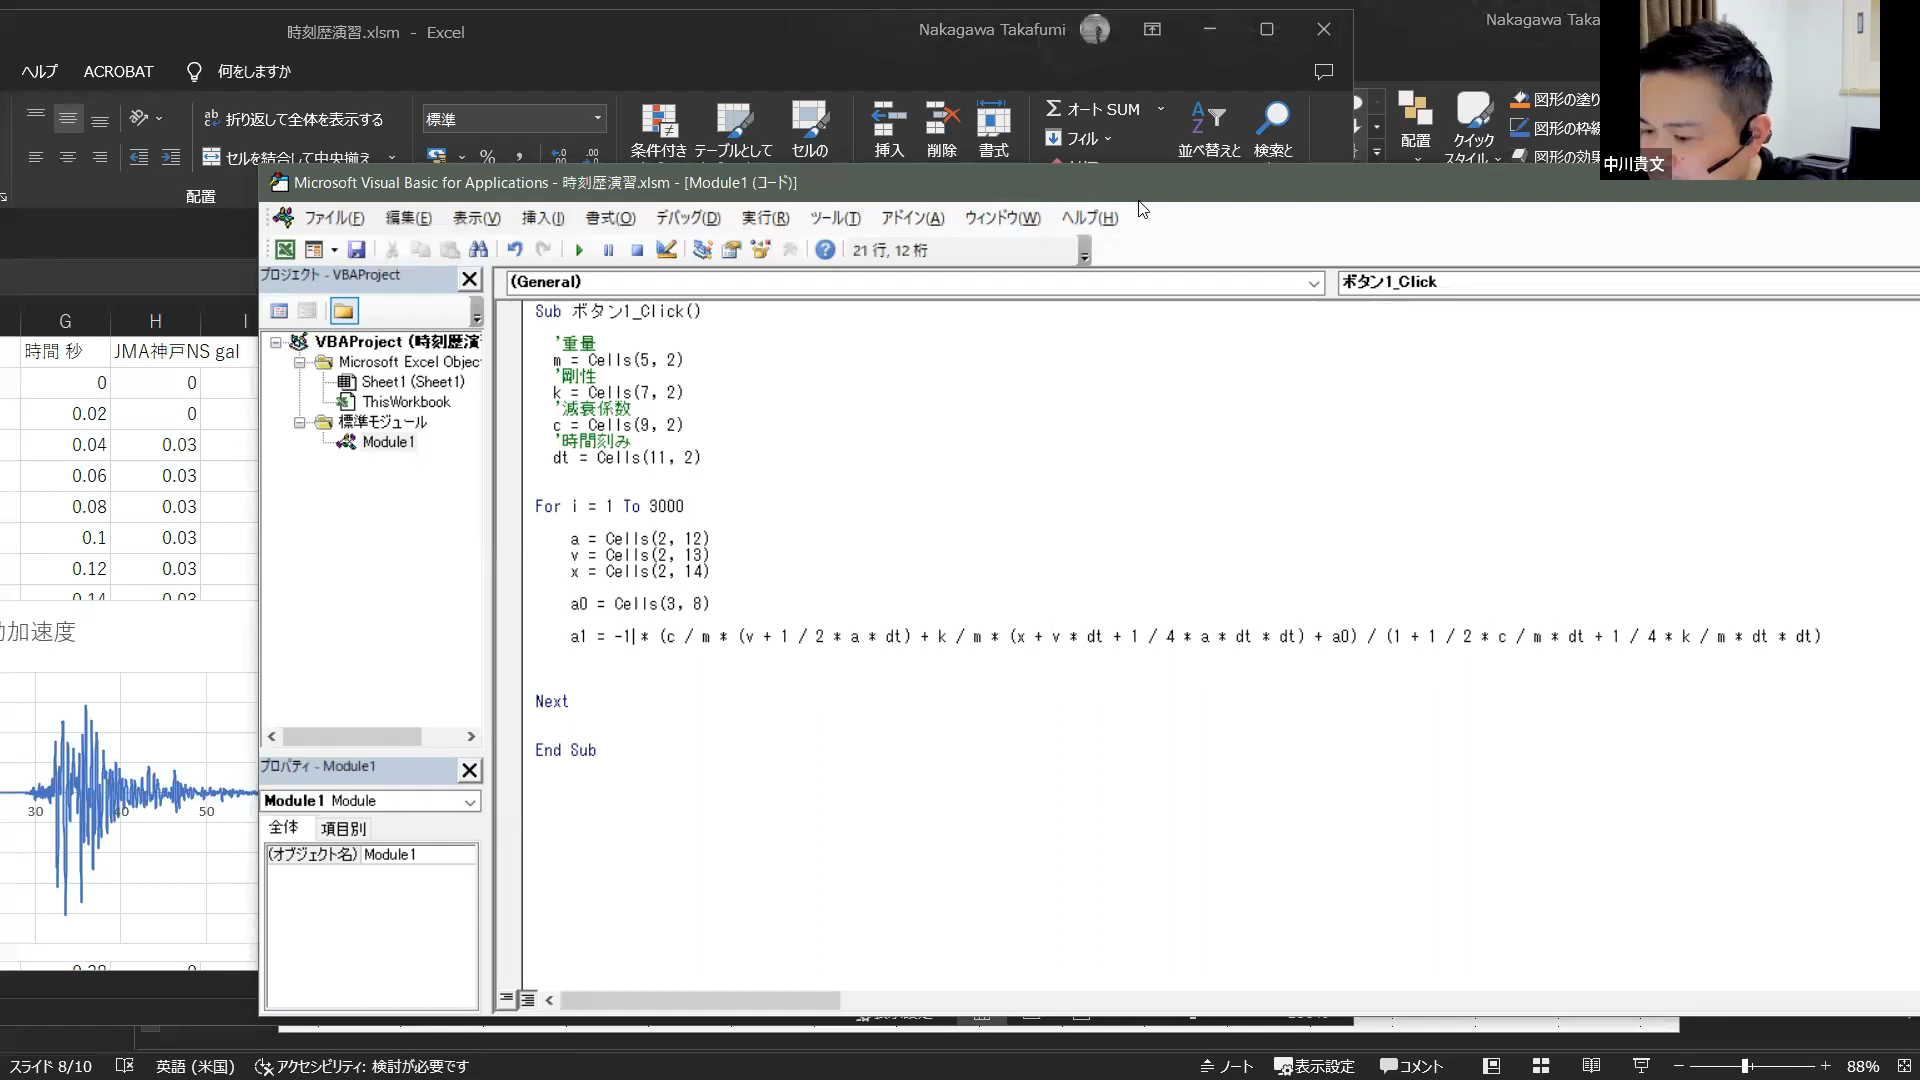 時刻歴演習.xlsm - Excel
Nakagawa Takafumi
Nakagawa Taka
ヘルプ ACROBAT 何をしますか
折り返して全体を表示する
標準
セルを結合して中央揃え
配置
条件付き テーブルとして セルの
挿入 削除 書式
オート SUM
フィル
並べ替えと 検索と
配置 クイック
スタイル
図形の塗り
図形の枠線
図形の効果
中川貴文
Microsoft Visual Basic for Applications - 時刻歴演習.xlsm - [Module1 (コード)]
ファイル(F) 編集(E) 表示(V) 挿入(I) 書式(O) デバッグ(D) 実行(R) ツール(T) アドイン(A) ウィンドウ(W) ヘルプ(H)
21 行, 12 桁
プロジェクト - VBAProject
(General)
ボタン1_Click
VBAProject (時刻歴演
Microsoft Excel Objec
Sheet1 (Sheet1)
ThisWorkbook
標準モジュール
Module1
G H I
時間 秒 JMA神戸NS gal
0 0
0.02 0
0.04 0.03
0.06 0.03
0.08 0.03
0.1 0.03
0.12 0.03
0.14 0.03
加速度
30 40 50
0.28 0
Sub ボタン1_Click()
'重量
m = Cells(5, 2)
'剛性
k = Cells(7, 2)
'減衰係数
c = Cells(9, 2)
'時間刻み
dt = Cells(11, 2)
For i = 1 To 3000
a = Cells(2, 12)
v = Cells(2, 13)
x = Cells(2, 14)
a0 = Cells(3, 8)
a1 = -1 * (c / m * (v + 1 / 2 * a * dt) + k / m * (x + v * dt + 1 / 4 * a * dt * dt) + a0) / (1 + 1 / 2 * c / m * dt + 1 / 4 * k / m * dt * dt)
Next
End Sub
プロパティ - Module1
Module1 Module
全体 項目別
(オブジェクト名) Module1
スライド 8/10 英語 (米国) アクセシビリティ: 検討が必要です
ノート 表示設定 コメント 88%